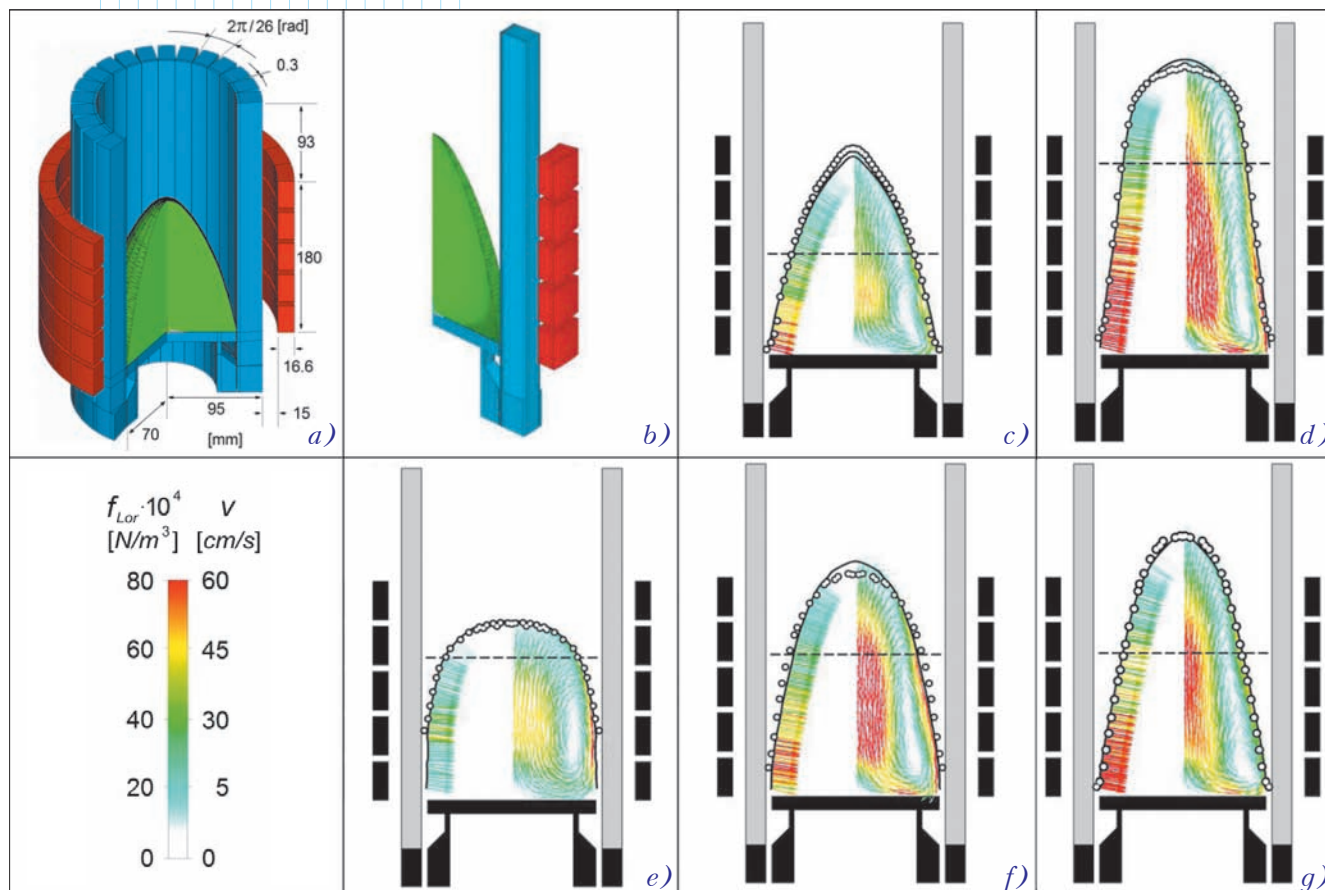 2π/26 [rad]
0.3
93
180
16.6
95
15
70
[mm]
a)
b)
c)
d)
f_Lor·10^4 v
[N/m^3] [cm/s]
80 60
60 45
40 30
20 5
0 0
e)
f)
g)